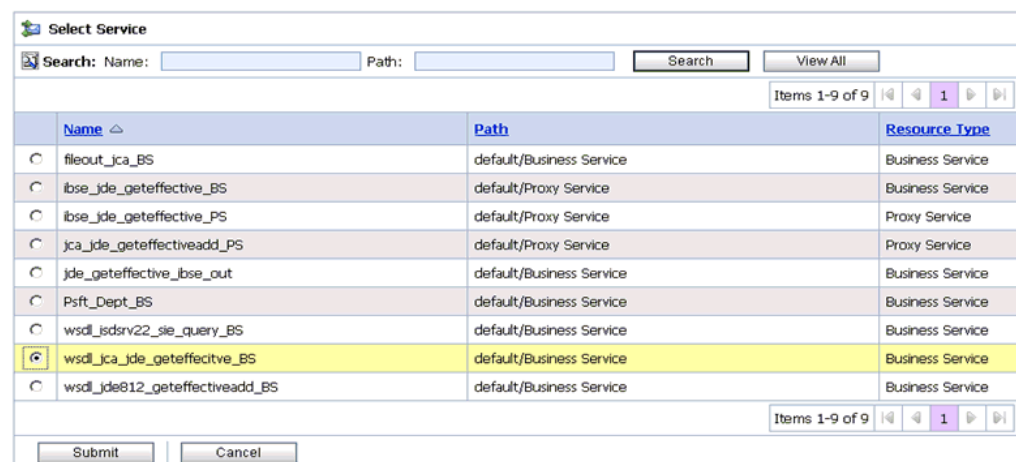 Select Service
Search: Name: Path: Search View All
Items 1-9 of 9 1
Name Path Resource Type
fileout_jca_BS default/Business Service Business Service
ibse_jde_geteffective_BS default/Proxy Service Business Service
ibse_jde_geteffective_PS default/Proxy Service Proxy Service
jca_jde_geteffectiveadd_PS default/Proxy Service Proxy Service
jde_geteffective_ibse_out default/Business Service Business Service
Psft_Dept_BS default/Business Service Business Service
wsdl_isdsrv22_sie_query_BS default/Business Service Business Service
wsdl_jca_jde_geteffecitve_BS default/Business Service Business Service
wsdl_jde812_geteffectiveadd_BS default/Business Service Business Service
Items 1-9 of 9 1
Submit Cancel